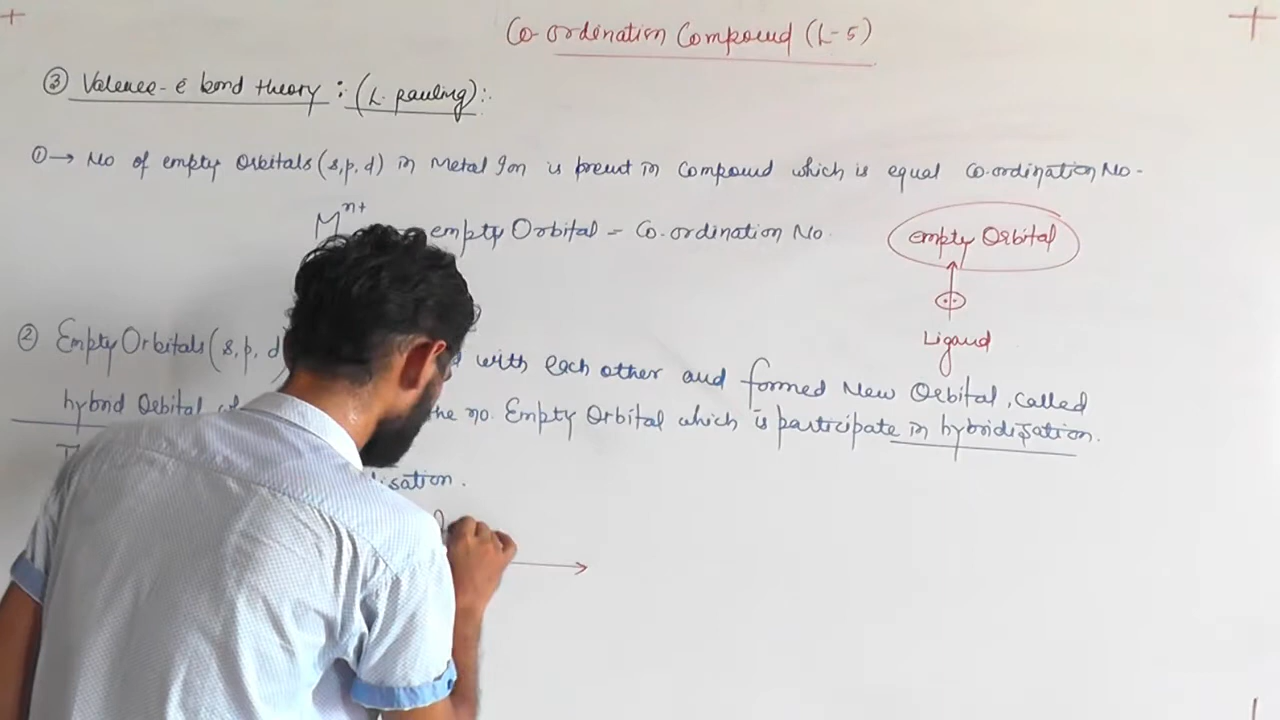 Co-ordination Compound (L-5)
③ Valence-e bond theory : (L. pauling):.
①→ No of empty Orbitals (s,p,d) in Metal Ion is presnt in Compound which is equal Co-ordination No-
M^n+ empty Orbital = Co-ordination No.
empty Orbital
Ligand
② Empty Orbitals (s, p, d) with each other and formed New Orbital, called
hybrid Orbital the no. Empty Orbital which is participate in hybridization.
isation.